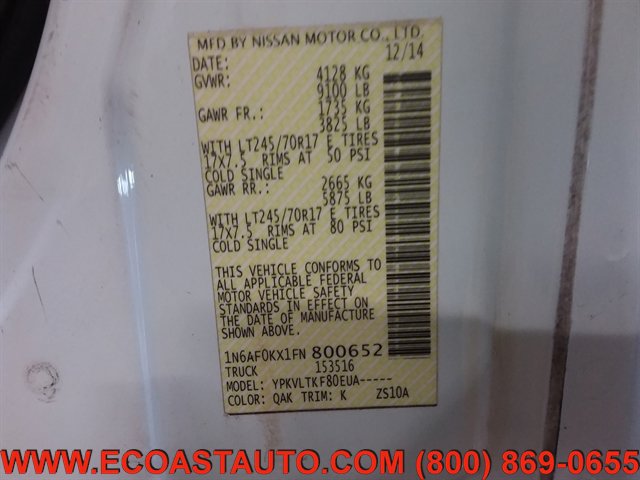 MFD BY NISSAN MOTOR CO., LTD.
DATE: 12/14
GVWR: 4128 KG
9100 LB
GAWR FR.: 1735 KG
3825 LB
WITH LT245/70R17 E TIRES
17X7.5 RIMS AT 50 PSI
COLD SINGLE
GAWR RR.: 2665 KG
5875 LB
WITH LT245/70R17 E TIRES
17X7.5 RIMS AT 80 PSI
COLD SINGLE
THIS VEHICLE CONFORMS TO
ALL APPLICABLE FEDERAL
MOTOR VEHICLE SAFETY
STANDARDS IN EFFECT ON
THE DATE OF MANUFACTURE
SHOWN ABOVE.
1N6AF0KX1FN 800652
TRUCK 153516
MODEL: YPKVLTKF80EUA-----
COLOR: QAK TRIM: K ZS10A
WWW.ECOASTAUTO.COM (800) 869-0655